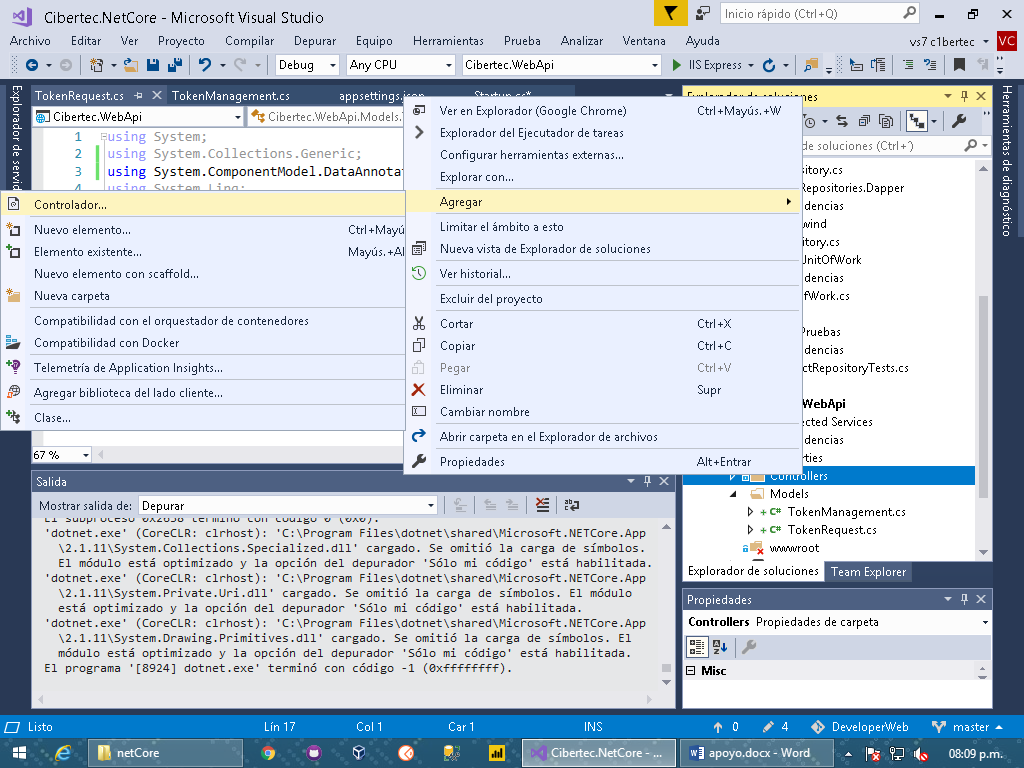 Cibertec.NetCore - Microsoft Visual Studio
Inicio rápido (Ctrl+Q)
Archivo Editar Ver Proyecto Compilar Depurar Equipo Herramientas Prueba Analizar Ventana Ayuda
vs7 c1bertec VC
Debug Any CPU Cibertec.WebApi IIS Express
Explorador de servid
TokenRequest.cs TokenManagement.cs appsettings.json Startup.cs*
Cibertec.WebApi Cibertec.WebApi.Models.
1 using System;
2 using System.Collections.Generic;
3 using System.ComponentModel.DataAnnotat
4 using System.Linq;
Controlador...
Nuevo elemento... Ctrl+Mayú
Elemento existente... Mayús.+Al
Nuevo elemento con scaffold...
Nueva carpeta
Compatibilidad con el orquestador de contenedores
Compatibilidad con Docker
Telemetría de Application Insights...
Agregar biblioteca del lado cliente...
Clase...
67 %
Ver en Explorador (Google Chrome) Ctrl+Mayús.+W
Explorador del Ejecutador de tareas
Configurar herramientas externas...
Explorar con...
Agregar
Limitar el ámbito a esto
Nueva vista de Explorador de soluciones
Ver historial...
Excluir del proyecto
Cortar Ctrl+X
Copiar Ctrl+C
Pegar Ctrl+V
Eliminar Supr
Cambiar nombre
Abrir carpeta en el Explorador de archivos
Propiedades Alt+Entrar
Explorador de soluciones
de soluciones (Ctrl+´)
itory.cs
Repositories.Dapper
dencias
wind
itory.cs
UnitOfWork
dencias
fWork.cs
Pruebas
dencias
ctRepositoryTests.cs
WebApi
ected Services
dencias
rties
Controllers
Models
TokenManagement.cs
TokenRequest.cs
wwwroot
Explorador de soluciones Team Explorer
Herramientas de diagnóstico
Propiedades
Controllers Propiedades de carpeta
Misc
Salida
Mostrar salida de: Depurar
El subproceso 0x2658 terminó con código 0 (0x0).
'dotnet.exe' (CoreCLR: clrhost): 'C:\Program Files\dotnet\shared\Microsoft.NETCore.App
\2.1.11\System.Collections.Specialized.dll' cargado. Se omitió la carga de símbolos.
El módulo está optimizado y la opción del depurador 'Sólo mi código' está habilitada.
'dotnet.exe' (CoreCLR: clrhost): 'C:\Program Files\dotnet\shared\Microsoft.NETCore.App
\2.1.11\System.Private.Uri.dll' cargado. Se omitió la carga de símbolos. El módulo
está optimizado y la opción del depurador 'Sólo mi código' está habilitada.
'dotnet.exe' (CoreCLR: clrhost): 'C:\Program Files\dotnet\shared\Microsoft.NETCore.App
\2.1.11\System.Drawing.Primitives.dll' cargado. Se omitió la carga de símbolos. El
módulo está optimizado y la opción del depurador 'Sólo mi código' está habilitada.
El programa '[8924] dotnet.exe' terminó con código -1 (0xffffffff).
Listo Lín 17 Col 1 Car 1 INS 0 4 DeveloperWeb master
netCore Cibertec.NetCore - ... apoyo.docx - Word 08:09 p.m.